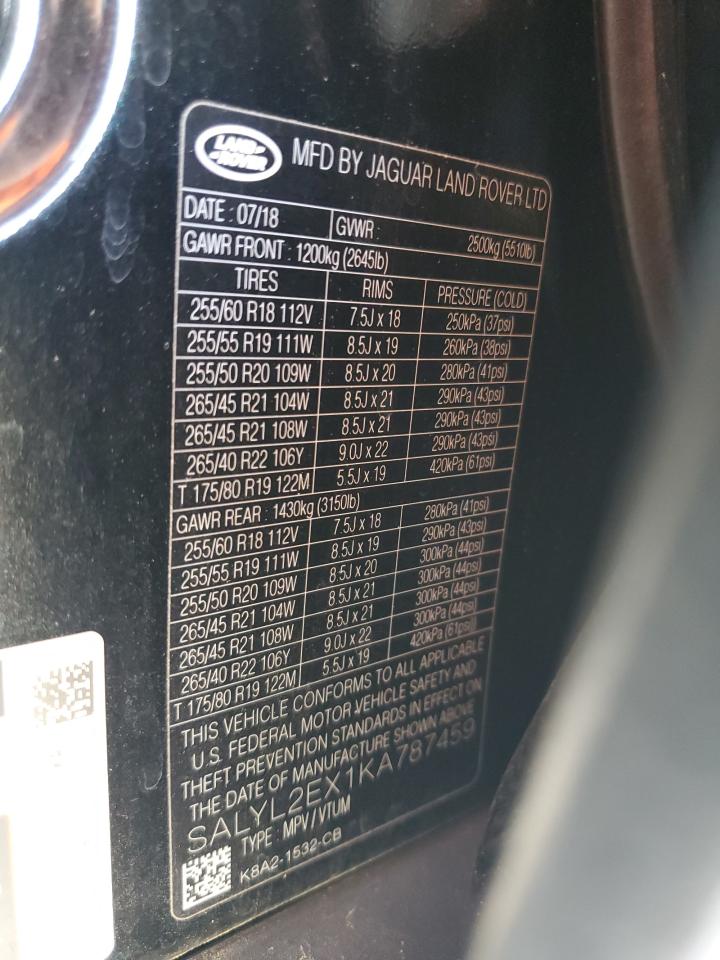 LAND ROVER MFD BY JAGUAR LAND ROVER LTD
DATE : 07/18 GVWR : 2500kg (5510lb)
GAWR FRONT : 1200kg (2645lb)
TIRES RIMS PRESSURE (COLD)
255/60 R18 112V 7.5J x 18 250kPa (37psi)
255/55 R19 111W 8.5J x 19 260kPa (38psi)
255/50 R20 109W 8.5J x 20 280kPa (41psi)
265/45 R21 104W 8.5J x 21 290kPa (43psi)
265/45 R21 108W 8.5J x 21 290kPa (43psi)
265/40 R22 106Y 9.0J x 22 290kPa (43psi)
T 175/80 R19 122M 5.5J x 19 420kPa (61psi)
GAWR REAR : 1430kg (3150lb)
255/60 R18 112V 7.5J x 18 280kPa (41psi)
255/55 R19 111W 8.5J x 19 290kPa (43psi)
255/50 R20 109W 8.5J x 20 300kPa (44psi)
265/45 R21 104W 8.5J x 21 300kPa (44psi)
265/45 R21 108W 8.5J x 21 300kPa (44psi)
265/40 R22 106Y 9.0J x 22 300kPa (44psi)
T 175/80 R19 122M 5.5J x 19 420kPa (61psi)
THIS VEHICLE CONFORMS TO ALL APPLICABLE
U.S. FEDERAL MOTOR VEHICLE SAFETY AND
THEFT PREVENTION STANDARDS IN EFFECT ON
THE DATE OF MANUFACTURE SHOWN ABOVE
SALYL2EX1KA787459
TYPE : MPV//VTUM
K8A2-1532-CB